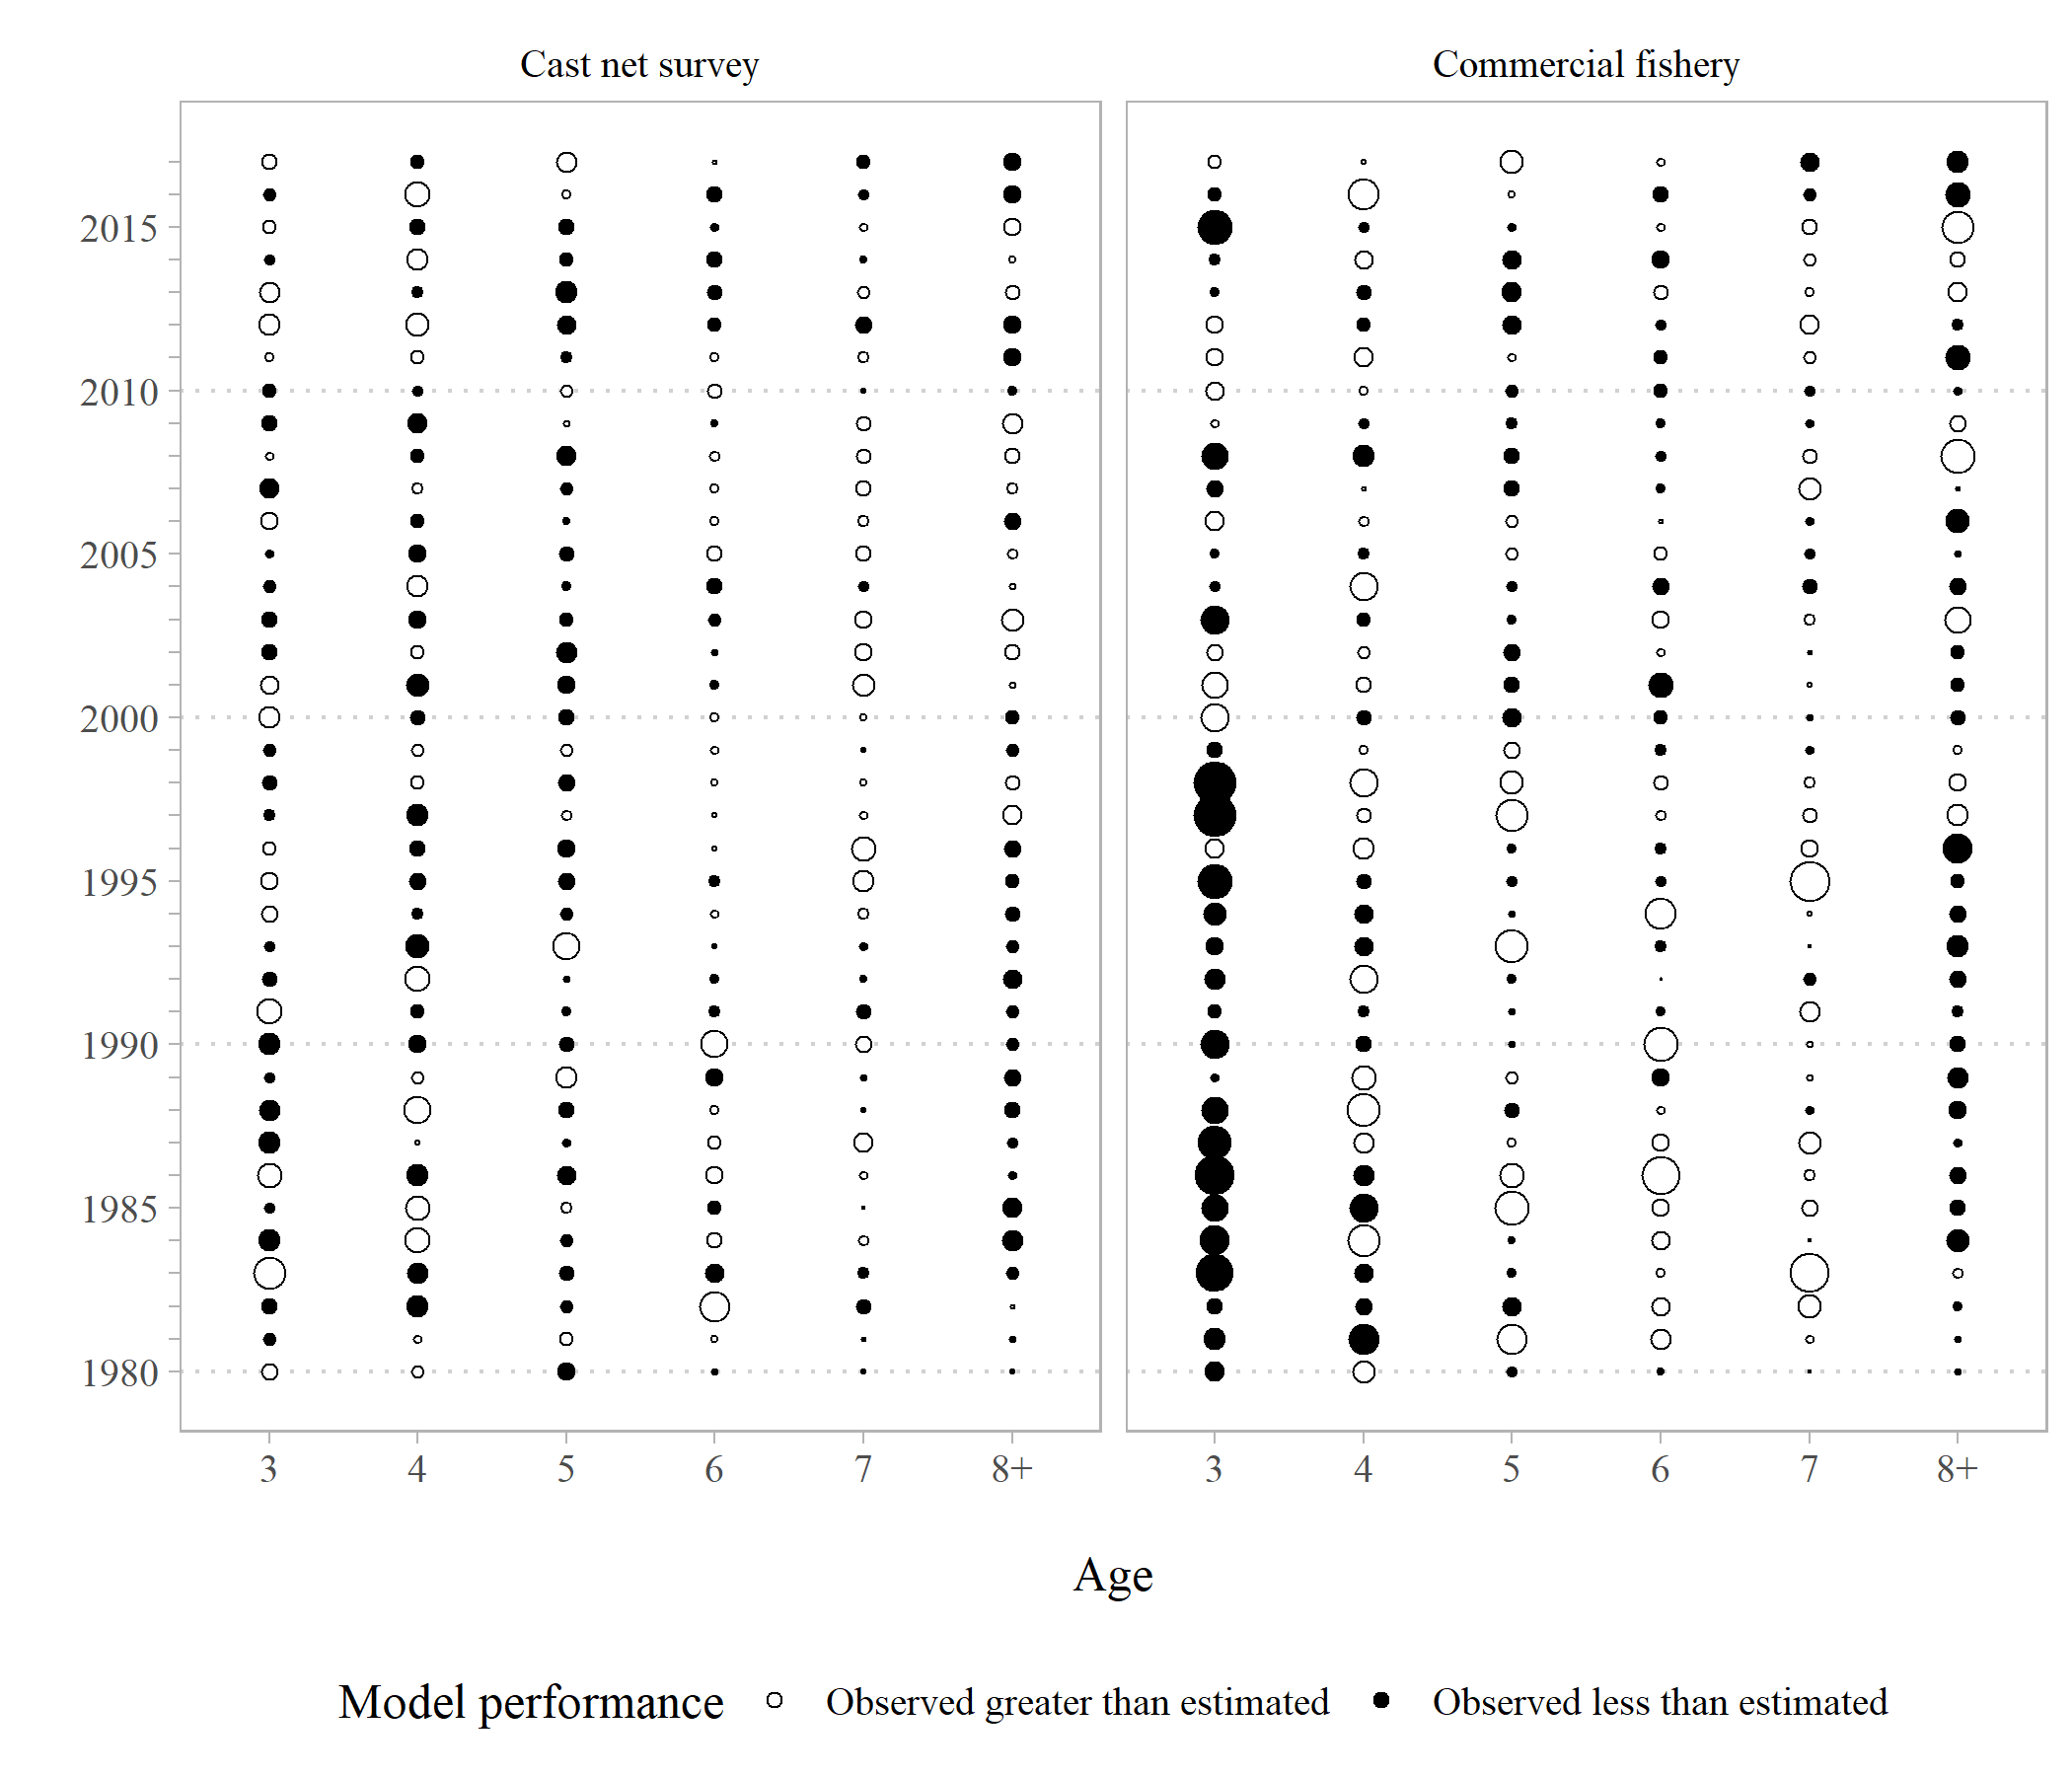 Cast net survey Commercial fishery
2015
2010
2005
2000
1995
1990
1985
1980
3 4 5 6 7 8+ 3 4 5 6 7 8+
Age
Model performance Observed greater than estimated Observed less than estimated